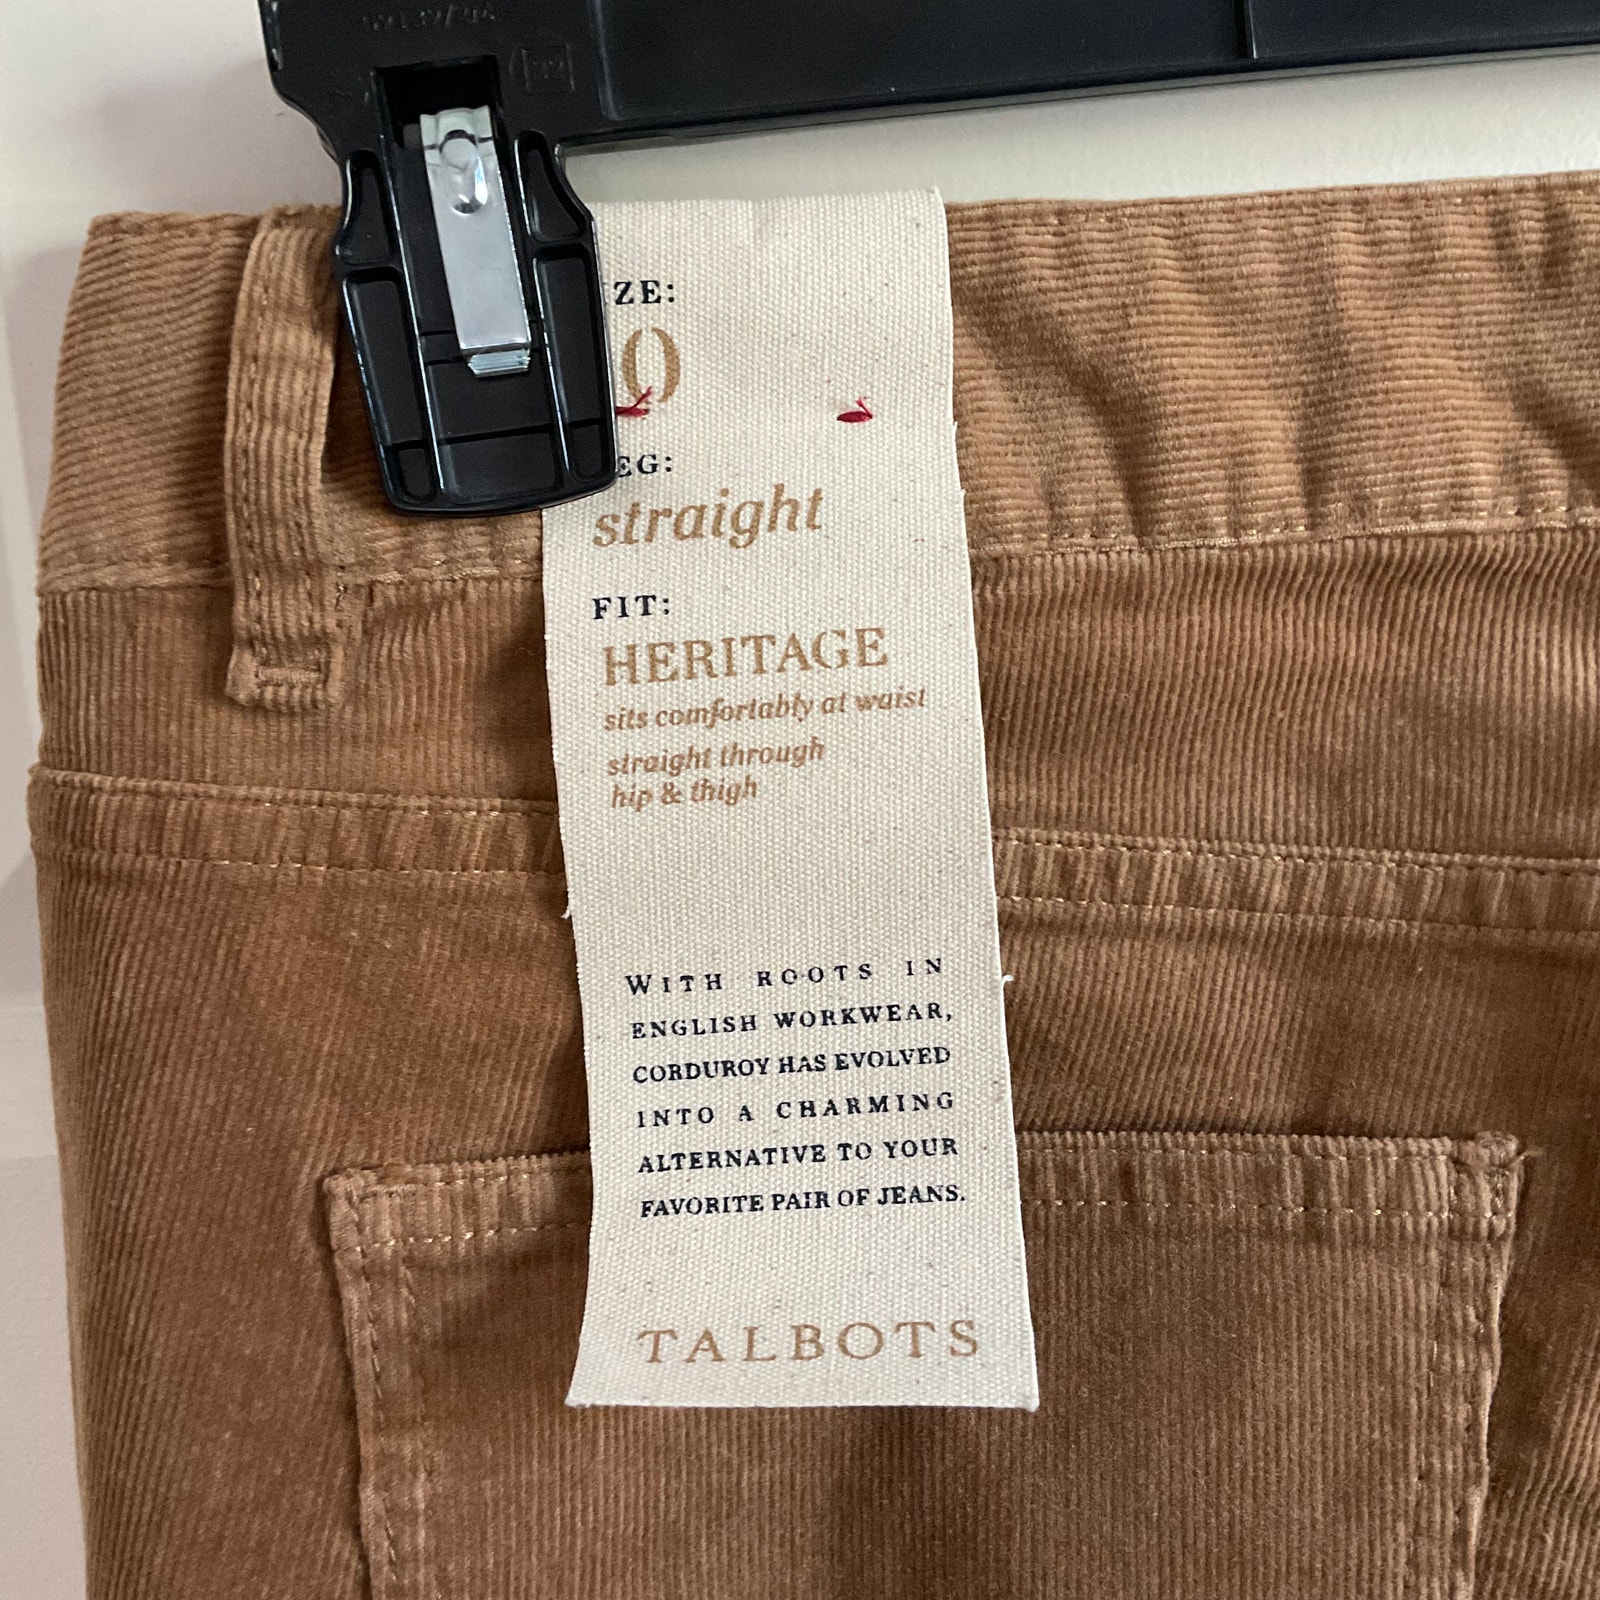 ZE:
0
EG:
straight
FIT:
HERITAGE
sits comfortably at waist
straight through
hip & thigh
WITH ROOTS IN
ENGLISH WORKWEAR,
CORDUROY HAS EVOLVED
INTO A CHARMING
ALTERNATIVE TO YOUR
FAVORITE PAIR OF JEANS.
TALBOTS